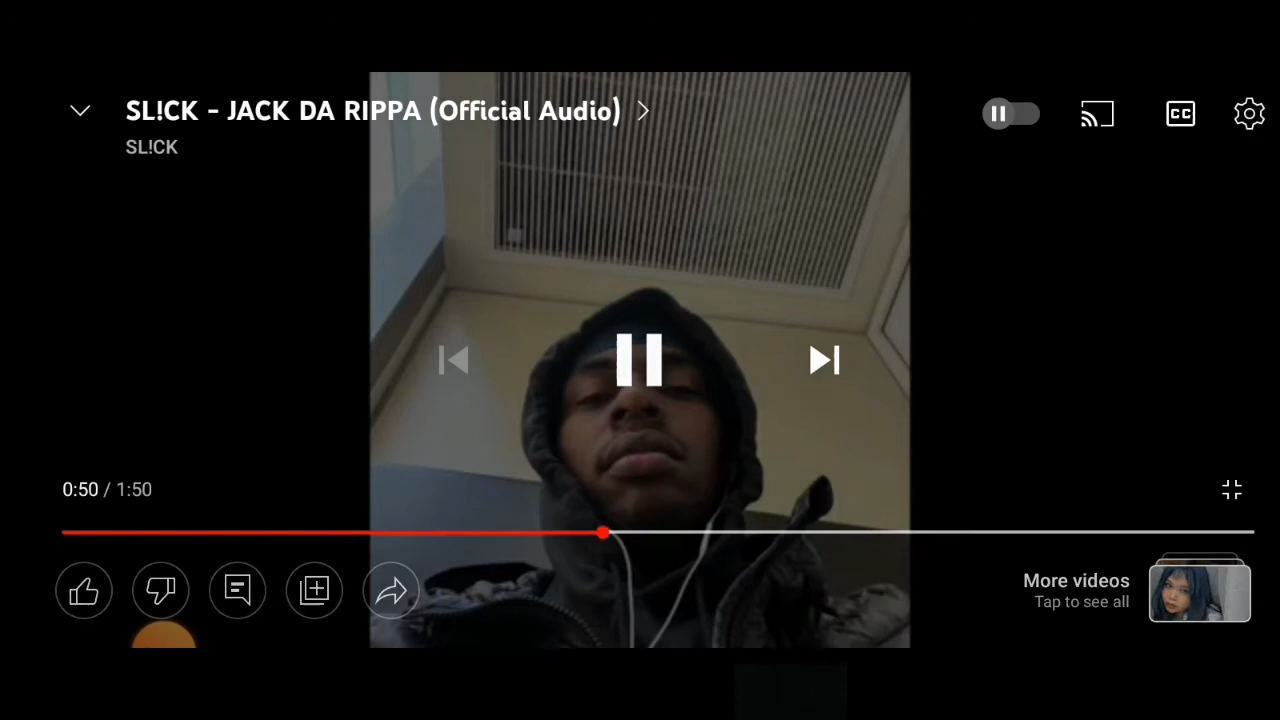 SL!CK - JACK DA RIPPA (Official Audio)
SL!CK
CC
0:50 / 1:50
More videos
Tap to see all